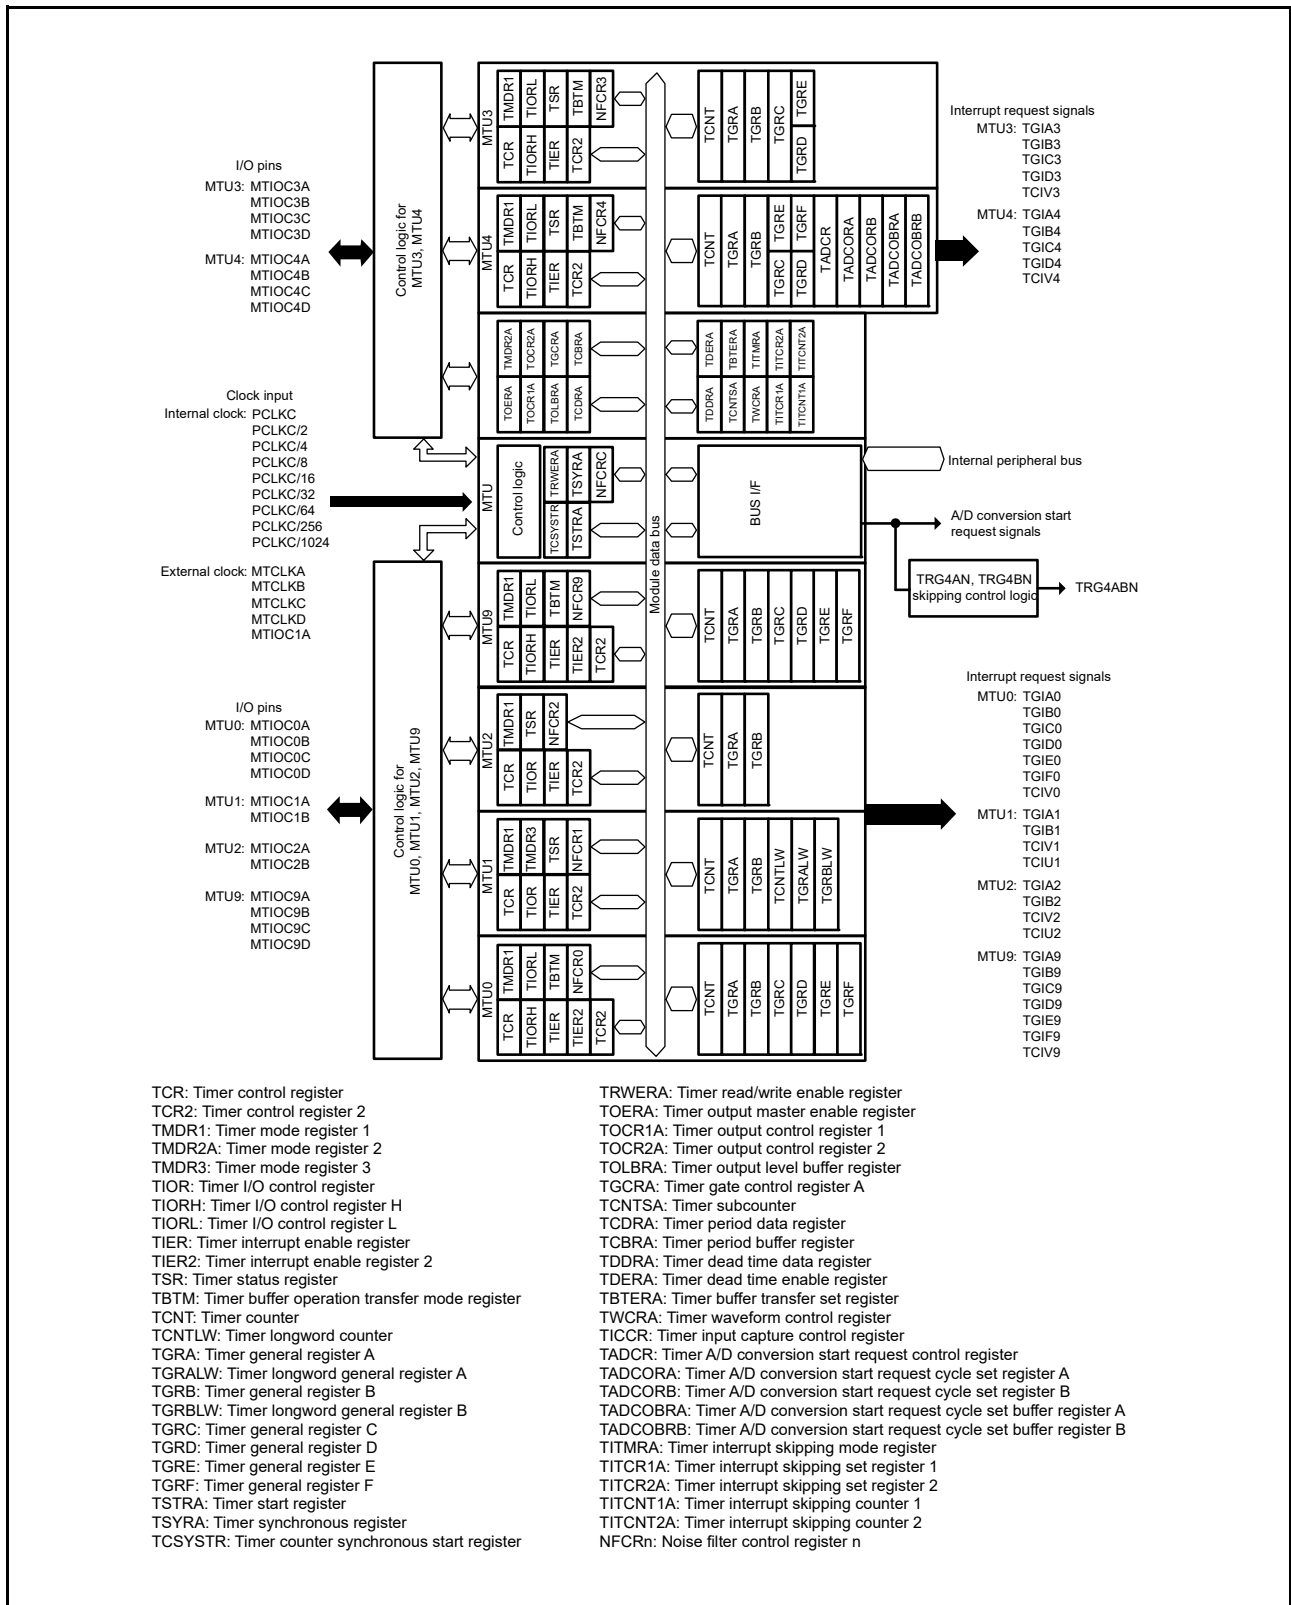 I/O pins
MTU3: MTIOC3A
MTIOC3B
MTIOC3C
MTIOC3D
MTU4: MTIOC4A
MTIOC4B
MTIOC4C
MTIOC4D
Clock input
Internal clock: PCLKC
PCLKC/2
PCLKC/4
PCLKC/8
PCLKC/16
PCLKC/32
PCLKC/64
PCLKC/256
PCLKC/1024
External clock: MTCLKA
MTCLKB
MTCLKC
MTCLKD
MTIOC1A
I/O pins
MTU0: MTIOC0A
MTIOC0B
MTIOC0C
MTIOC0D
MTU1: MTIOC1A
MTIOC1B
MTU2: MTIOC2A
MTIOC2B
MTU9: MTIOC9A
MTIOC9B
MTIOC9C
MTIOC9D
Control logic for
MTU3, MTU4
Control logic for
MTU0, MTU1, MTU2, MTU9
MTU3
TMDR1
TIORL
TSR
TBTM
NFCR3
TCR
TIORH
TIER
TCR2
TCNT
TGRA
TGRB
TGRC
TGRE
TGRD
MTU4
TMDR1
TIORL
TSR
TBTM
NFCR4
TCR
TIORH
TIER
TCR2
TCNT
TGRA
TGRB
TGRE
TGRF
TGRC
TGRD
TADCR
TADCORA
TADCORB
TADCOBRA
TADCOBRB
TMDR2A
TOCR2A
TGCRA
TCBRA
TOERA
TOCR1A
TOLBRA
TCDRA
TDERA
TBTERA
TITMRA
TITCR2A
TITCNT2A
TDDRA
TCNTSA
TWCRA
TITCR1A
TITCNT1A
MTU
Control logic
TRWERA
TSYRA
NFCRC
TCSYSTR
TSTRA
Module data bus
BUS I/F
MTU9
TMDR1
TIORL
TBTM
NFCR9
TCR
TIORH
TIER
TIER2
TCR2
TCNT
TGRA
TGRB
TGRC
TGRD
TGRE
TGRF
MTU2
TMDR1
TSR
NFCR2
TCR
TIOR
TIER
TCR2
TCNT
TGRA
TGRB
MTU1
TMDR1
TMDR3
TSR
NFCR1
TCR
TIOR
TIER
TCR2
TCNT
TGRA
TGRB
TCNTLW
TGRALW
TGRBLW
MTU0
TMDR1
TIORL
TBTM
NFCR0
TCR
TIORH
TIER
TIER2
TCR2
TCNT
TGRA
TGRB
TGRC
TGRD
TGRE
TGRF
Interrupt request signals
MTU3: TGIA3
TGIB3
TGIC3
TGID3
TCIV3
MTU4: TGIA4
TGIB4
TGIC4
TGID4
TCIV4
Internal peripheral bus
A/D conversion start
request signals
TRG4AN, TRG4BN
skipping control logic
TRG4ABN
Interrupt request signals
MTU0: TGIA0
TGIB0
TGIC0
TGID0
TGIE0
TGIF0
TCIV0
MTU1: TGIA1
TGIB1
TCIV1
TCIU1
MTU2: TGIA2
TGIB2
TCIV2
TCIU2
MTU9: TGIA9
TGIB9
TGIC9
TGID9
TGIE9
TGIF9
TCIV9
TCR: Timer control register
TCR2: Timer control register 2
TMDR1: Timer mode register 1
TMDR2A: Timer mode register 2
TMDR3: Timer mode register 3
TIOR: Timer I/O control register
TIORH: Timer I/O control register H
TIORL: Timer I/O control register L
TIER: Timer interrupt enable register
TIER2: Timer interrupt enable register 2
TSR: Timer status register
TBTM: Timer buffer operation transfer mode register
TCNT: Timer counter
TCNTLW: Timer longword counter
TGRA: Timer general register A
TGRALW: Timer longword general register A
TGRB: Timer general register B
TGRBLW: Timer longword general register B
TGRC: Timer general register C
TGRD: Timer general register D
TGRE: Timer general register E
TGRF: Timer general register F
TSTRA: Timer start register
TSYRA: Timer synchronous register
TCSYSTR: Timer counter synchronous start register
TRWERA: Timer read/write enable register
TOERA: Timer output master enable register
TOCR1A: Timer output control register 1
TOCR2A: Timer output control register 2
TOLBRA: Timer output level buffer register
TGCRA: Timer gate control register A
TCNTSA: Timer subcounter
TCDRA: Timer period data register
TCBRA: Timer period buffer register
TDDRA: Timer dead time data register
TDERA: Timer dead time enable register
TBTERA: Timer buffer transfer set register
TWCRA: Timer waveform control register
TICCR: Timer input capture control register
TADCR: Timer A/D conversion start request control register
TADCORA: Timer A/D conversion start request cycle set register A
TADCORB: Timer A/D conversion start request cycle set register B
TADCOBRA: Timer A/D conversion start request cycle set buffer register A
TADCOBRB: Timer A/D conversion start request cycle set buffer register B
TITMRA: Timer interrupt skipping mode register
TITCR1A: Timer interrupt skipping set register 1
TITCR2A: Timer interrupt skipping set register 2
TITCNT1A: Timer interrupt skipping counter 1
TITCNT2A: Timer interrupt skipping counter 2
NFCRn: Noise filter control register n